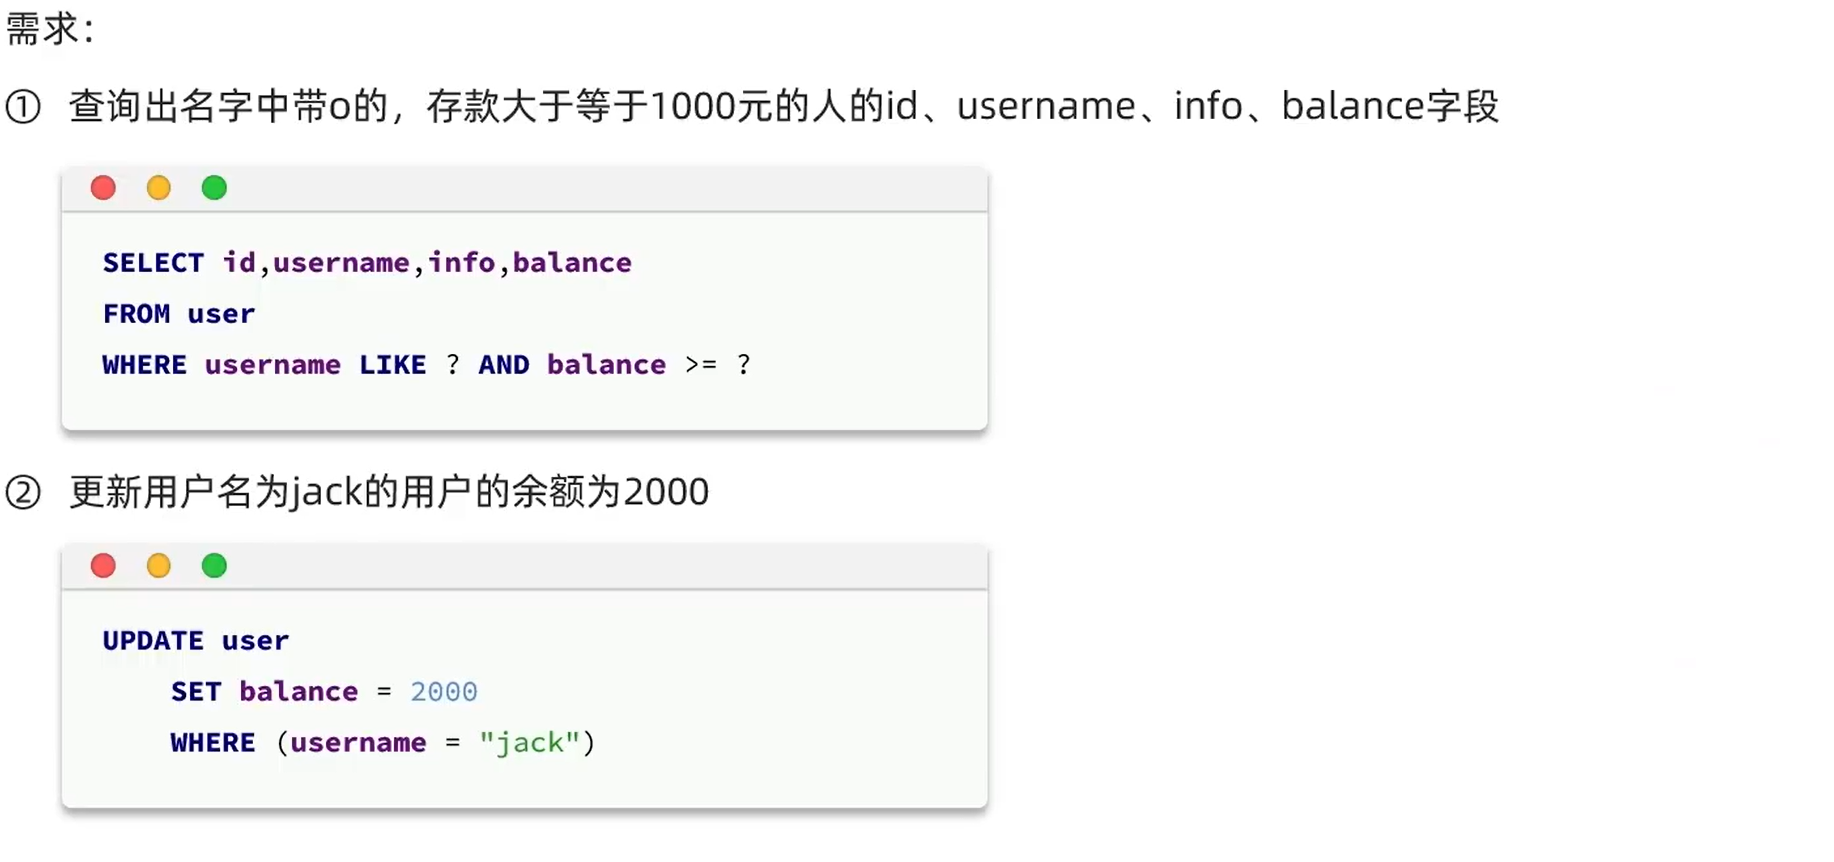 需求：
① 查询出名字中带o的，存款大于等于1000元的人的id、username、info、balance字段
SELECT id,username,info,balance
FROM user
WHERE username LIKE ? AND balance >= ?
② 更新用户名为jack的用户的余额为2000
UPDATE user
SET balance = 2000
WHERE (username = "jack")